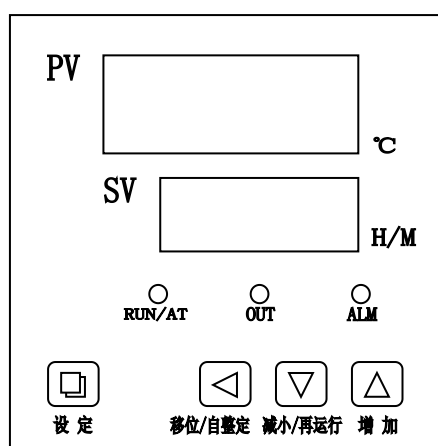 PV
℃
SV
H/M
RUN/AT OUT ALM
设定 移位/自整定 减小/再运行 增加